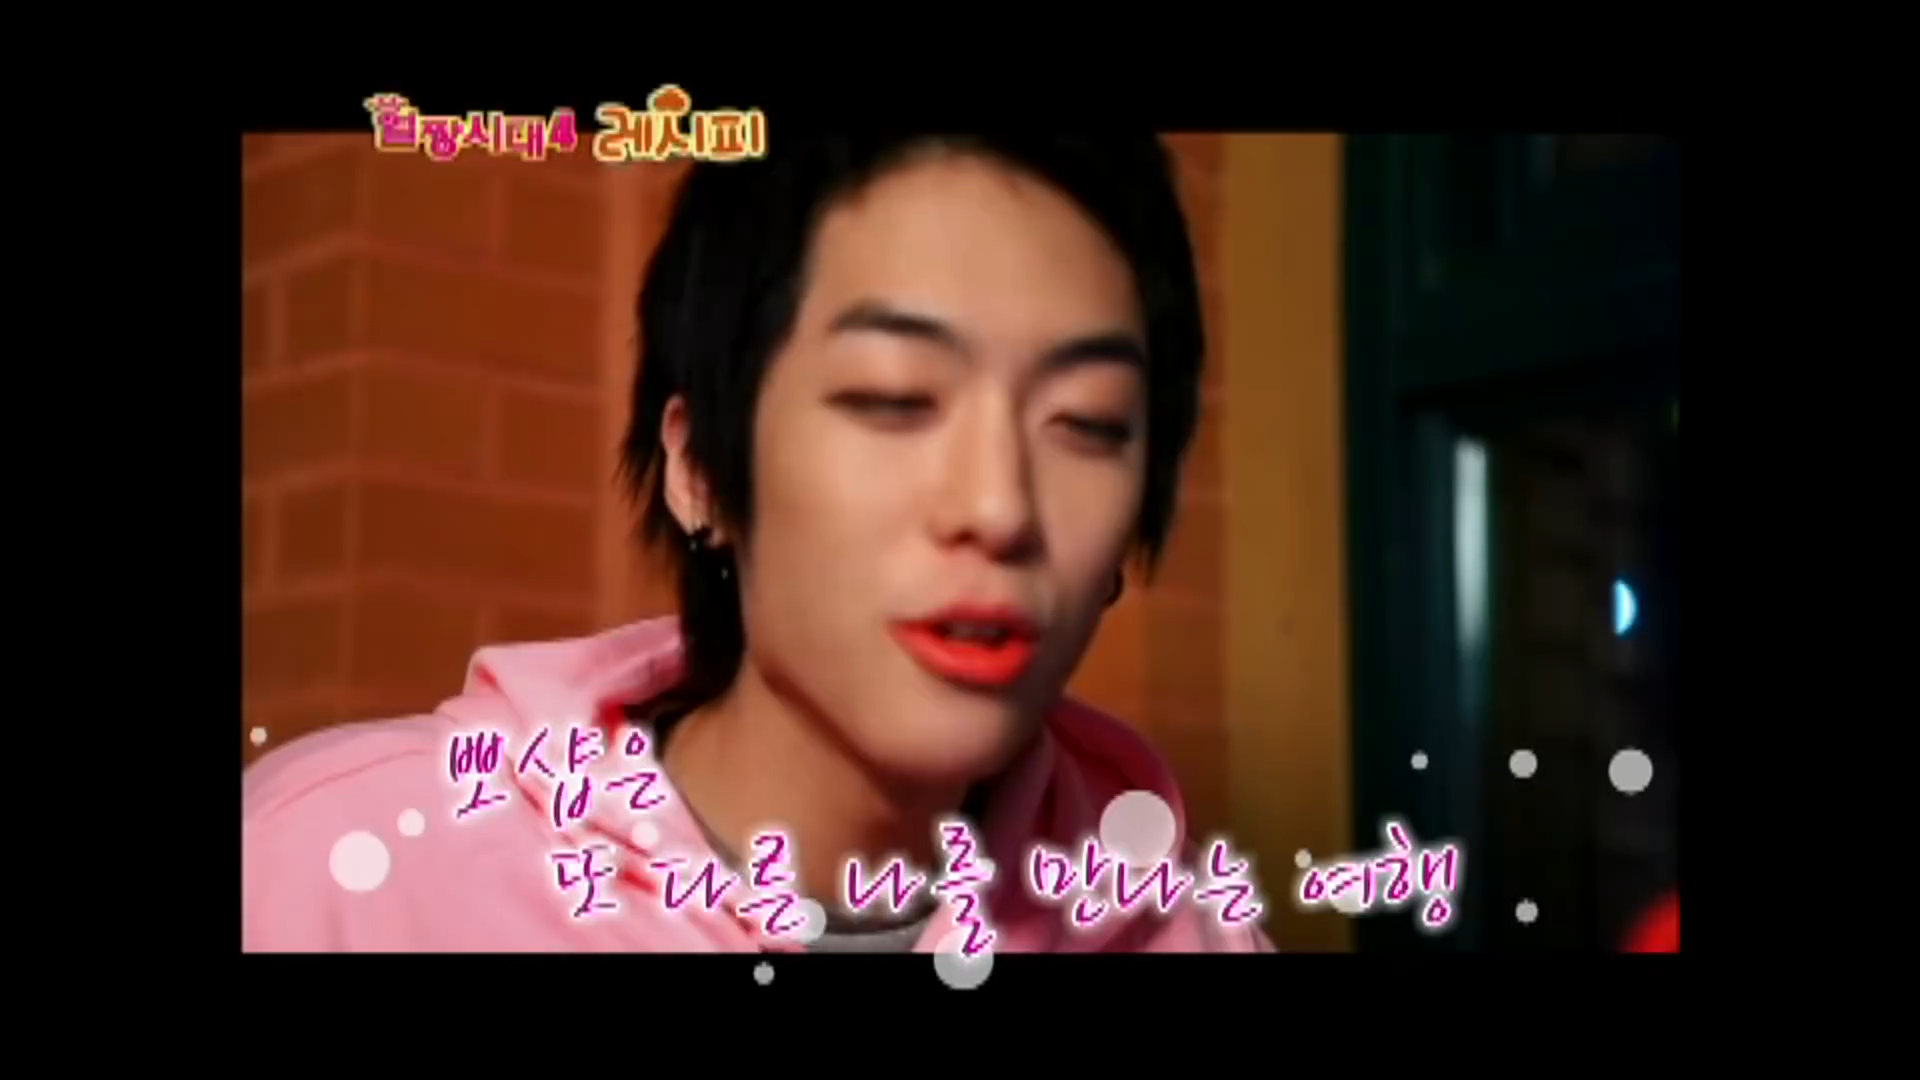 얼짱시대4 레시피
뽀샵은
또 다른 나를 만나는 여행